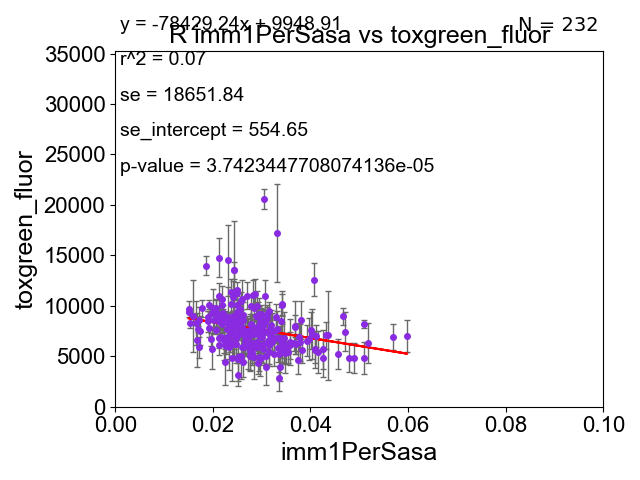 y = -78429.24x + 9948.91
N = 232
R imm1PerSasa vs toxgreen_fluor
r^2 = 0.07
se = 18651.84
se_intercept = 554.65
p-value = 3.7423447708074136e-05
35000
30000
25000
20000
15000
10000
5000
0
toxgreen_fluor
0.00 0.02 0.04 0.06 0.08 0.10
imm1PerSasa